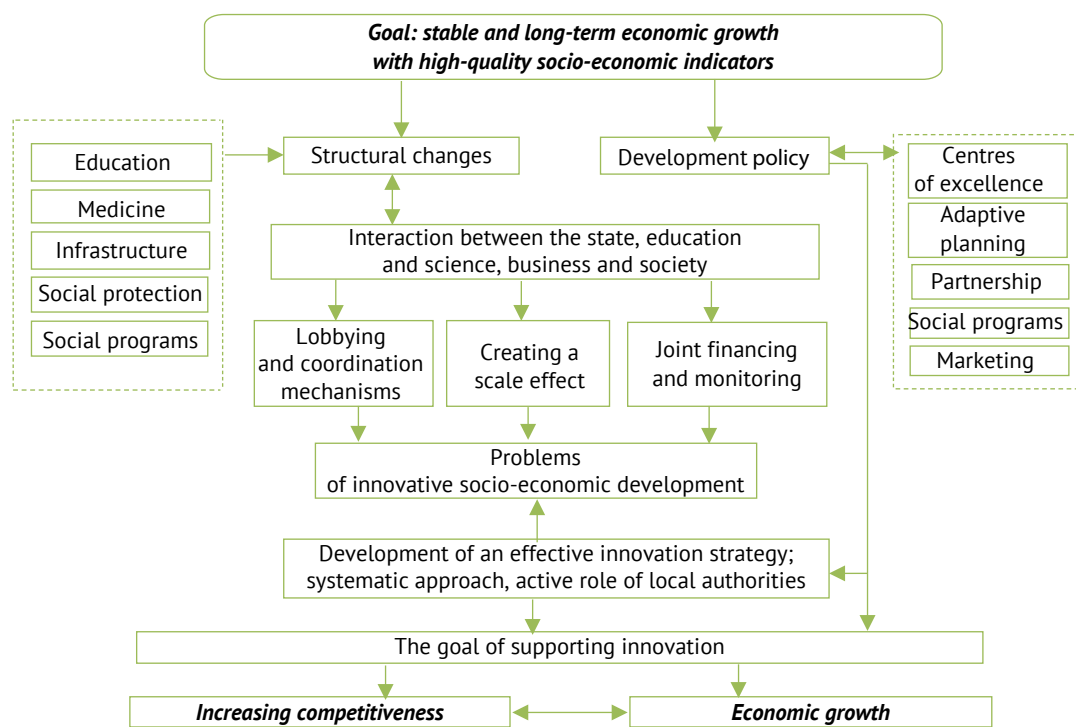 Goal: stable and long-term economic growth
with high-quality socio-economic indicators
Education
Medicine
Infrastructure
Social protection
Social programs
Structural changes
Development policy
Centres
of excellence
Adaptive
planning
Partnership
Social programs
Marketing
Interaction between the state, education
and science, business and society
Lobbying
and coordination
mechanisms
Creating a
scale effect
Joint financing
and monitoring
Problems
of innovative socio-economic development
Development of an effective innovation strategy;
systematic approach, active role of local authorities
The goal of supporting innovation
Increasing competitiveness
Economic growth